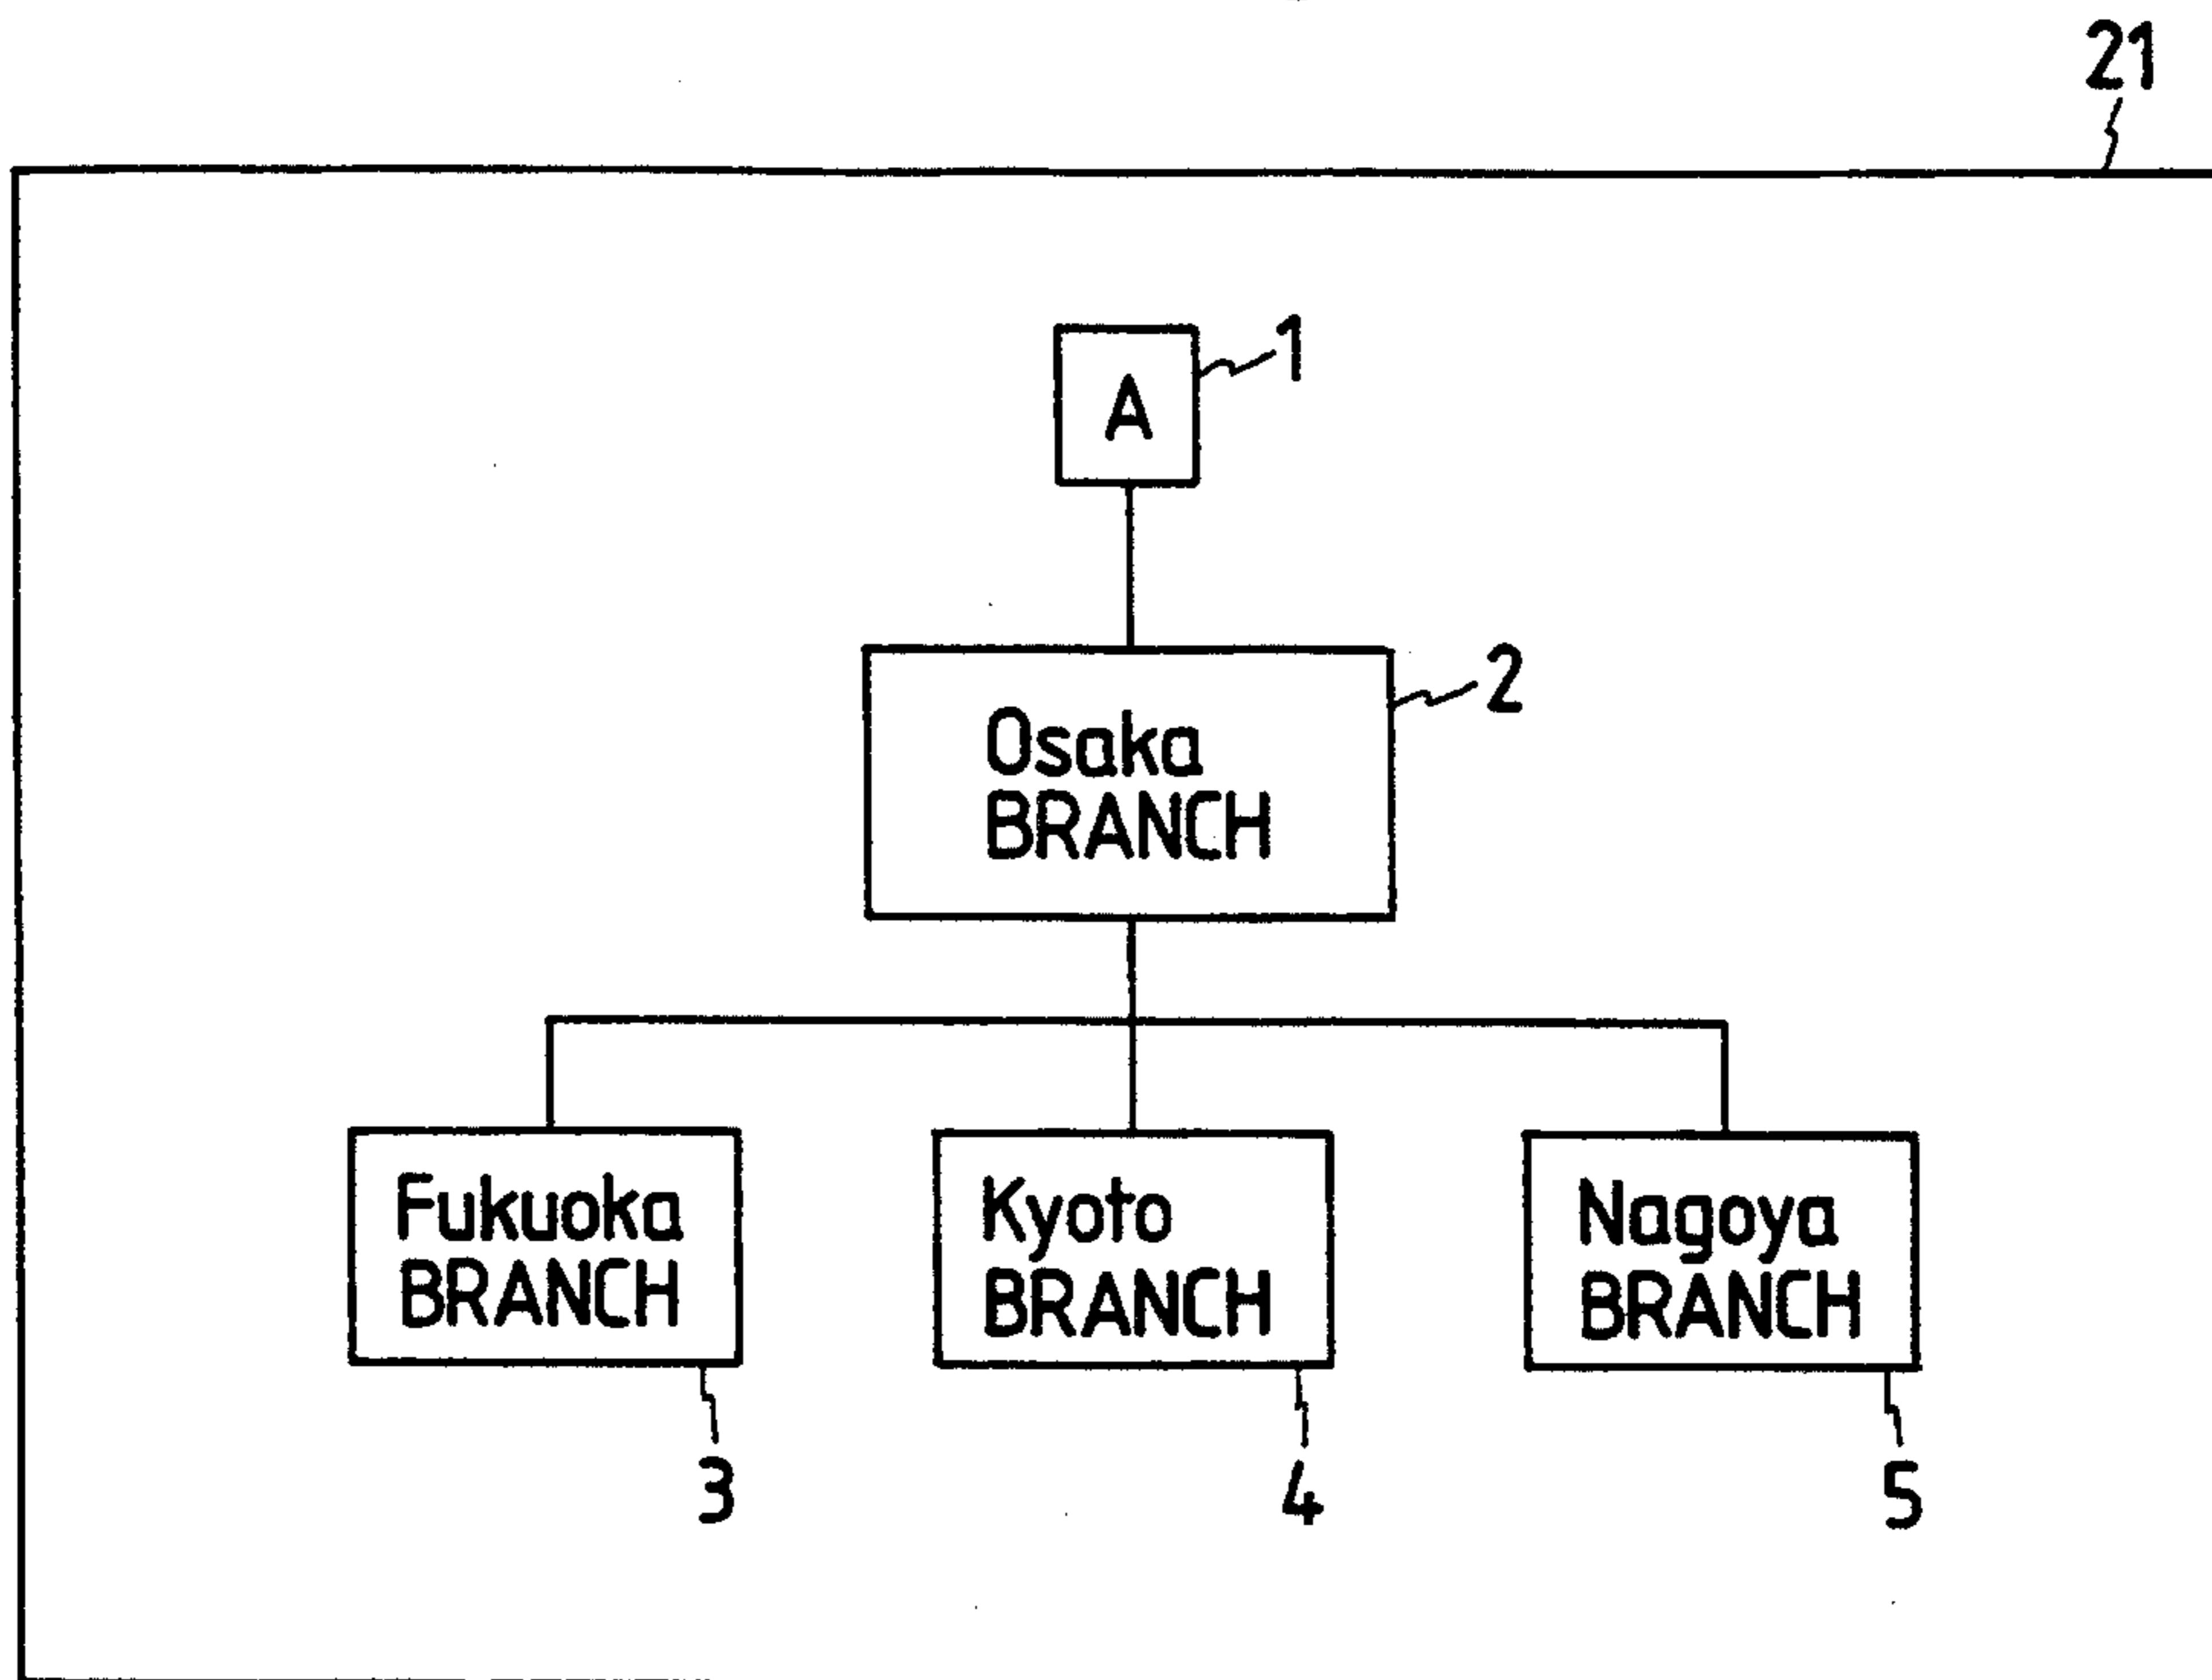 21
1
A
2
Osaka
BRANCH
Fukuoka
BRANCH
Kyoto
BRANCH
Nagoya
BRANCH
3
4
5